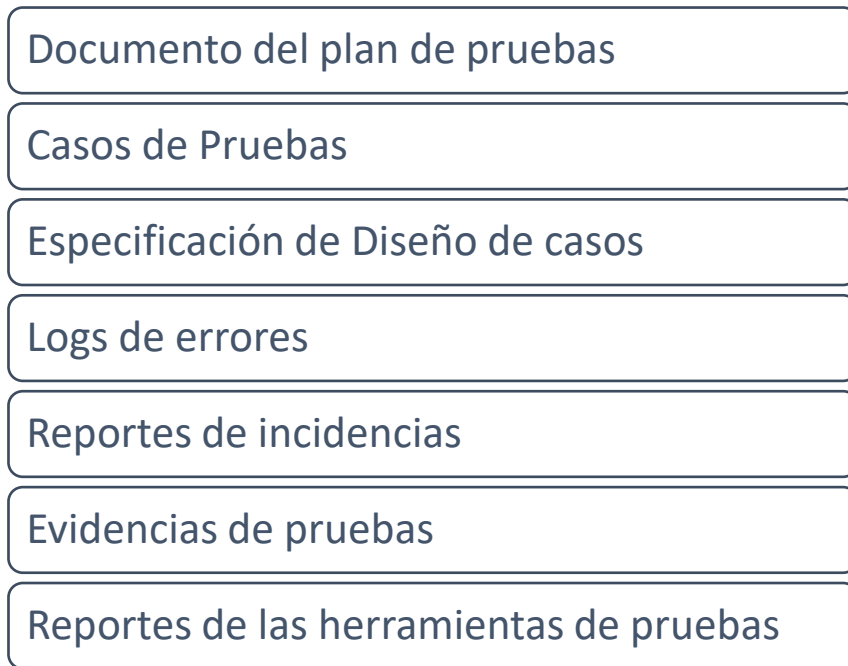 Documento del plan de pruebas
Casos de Pruebas
Especificación de Diseño de casos
Logs de errores
Reportes de incidencias
Evidencias de pruebas
Reportes de las herramientas de pruebas